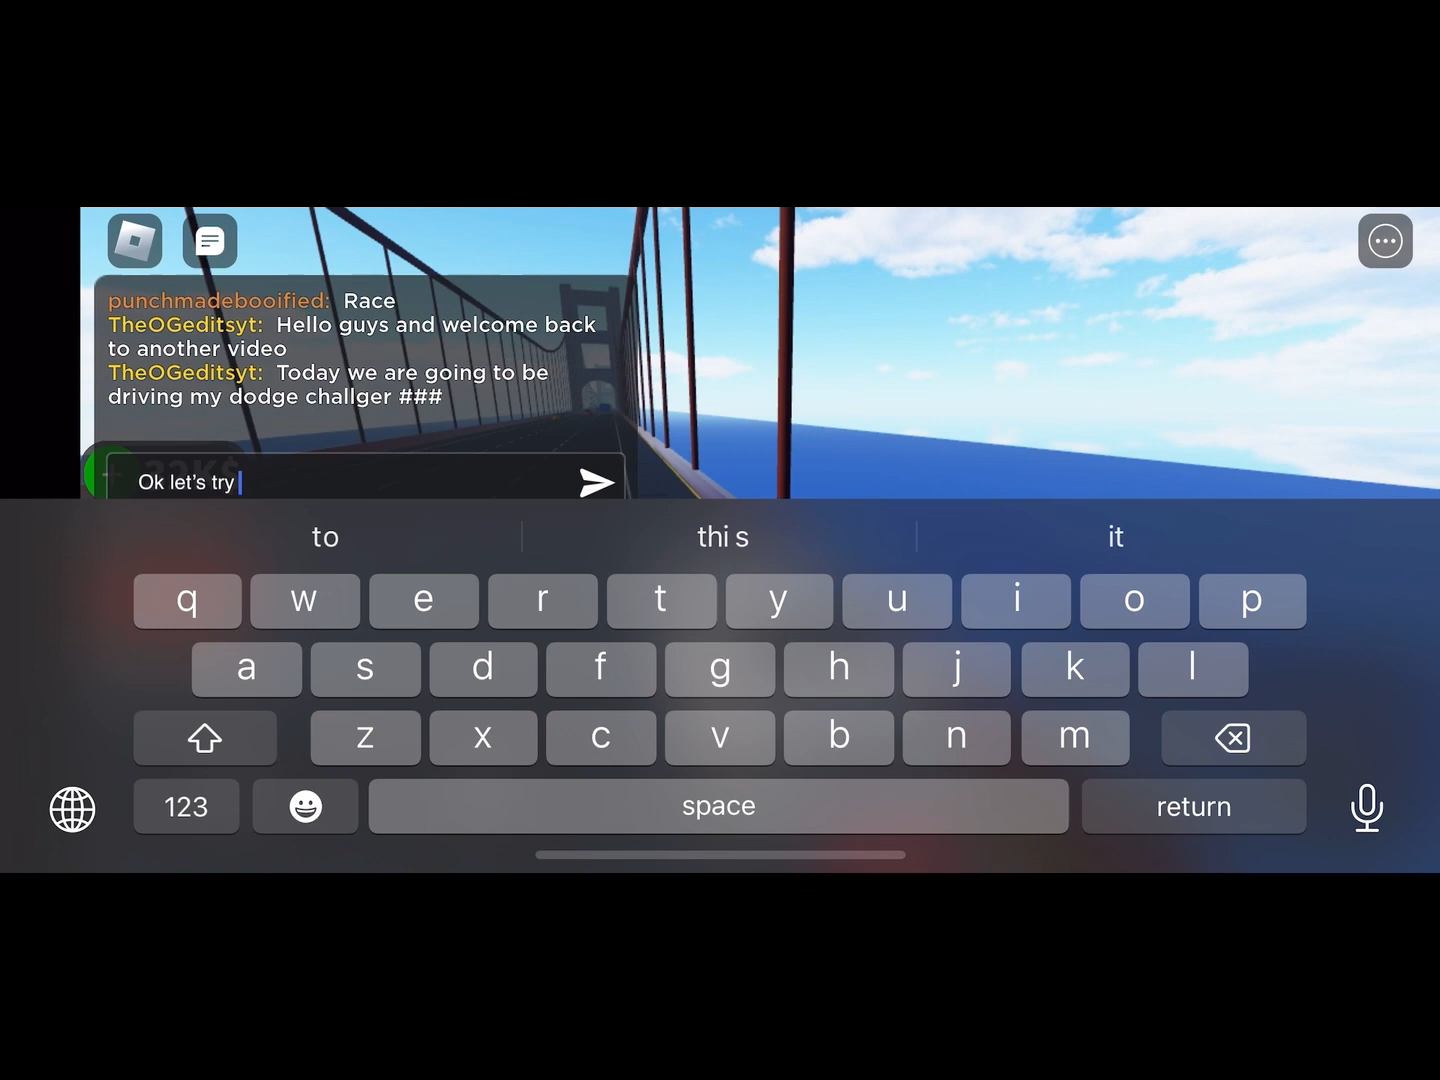 punchmadebooified: Race
TheOGeditsyt: Hello guys and welcome back
to another video
TheOGeditsyt: Today we are going to be
driving my dodge challger ###
Ok let's try
to this it
q w e r t y u i o p
a s d f g h j k l
z x c v b n m
123 space return